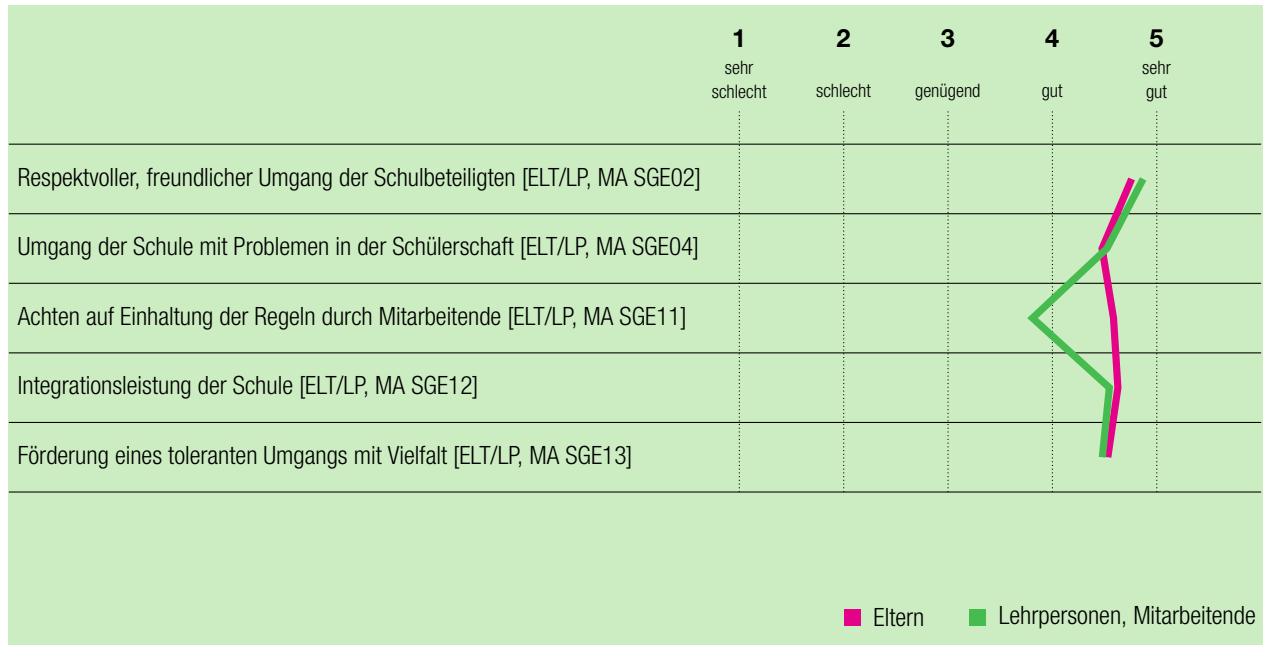 1 2 3 4 5
sehr schlecht schlecht genügend gut sehr gut
Respektvoller, freundlicher Umgang der Schulbeteiligten [ELT/LP, MA SGE02]
Umgang der Schule mit Problemen in der Schülerschaft [ELT/LP, MA SGE04]
Achten auf Einhaltung der Regeln durch Mitarbeitende [ELT/LP, MA SGE11]
Integrationsleistung der Schule [ELT/LP, MA SGE12]
Förderung eines toleranten Umgangs mit Vielfalt [ELT/LP, MA SGE13]
Eltern Lehrpersonen, Mitarbeitende